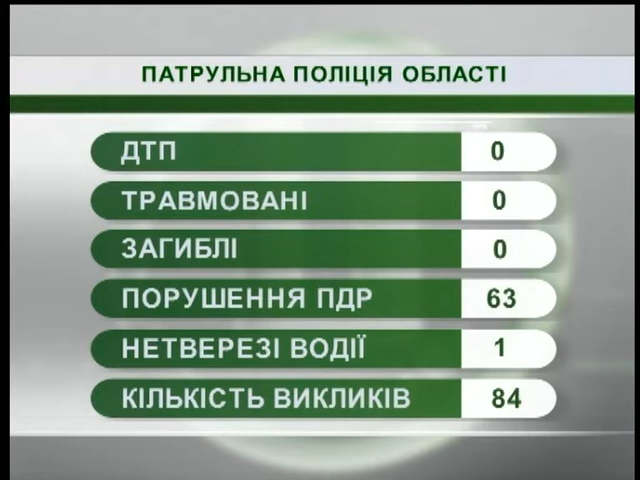 ПАТРУЛЬНА ПОЛІЦІЯ ОБЛАСТІ
ДТП 0
ТРАВМОВАНІ 0
ЗАГИБЛІ 0
ПОРУШЕННЯ ПДР 63
НЕТВЕРЕЗІ ВОДІЇ 1
КІЛЬКІСТЬ ВИКЛИКІВ 84